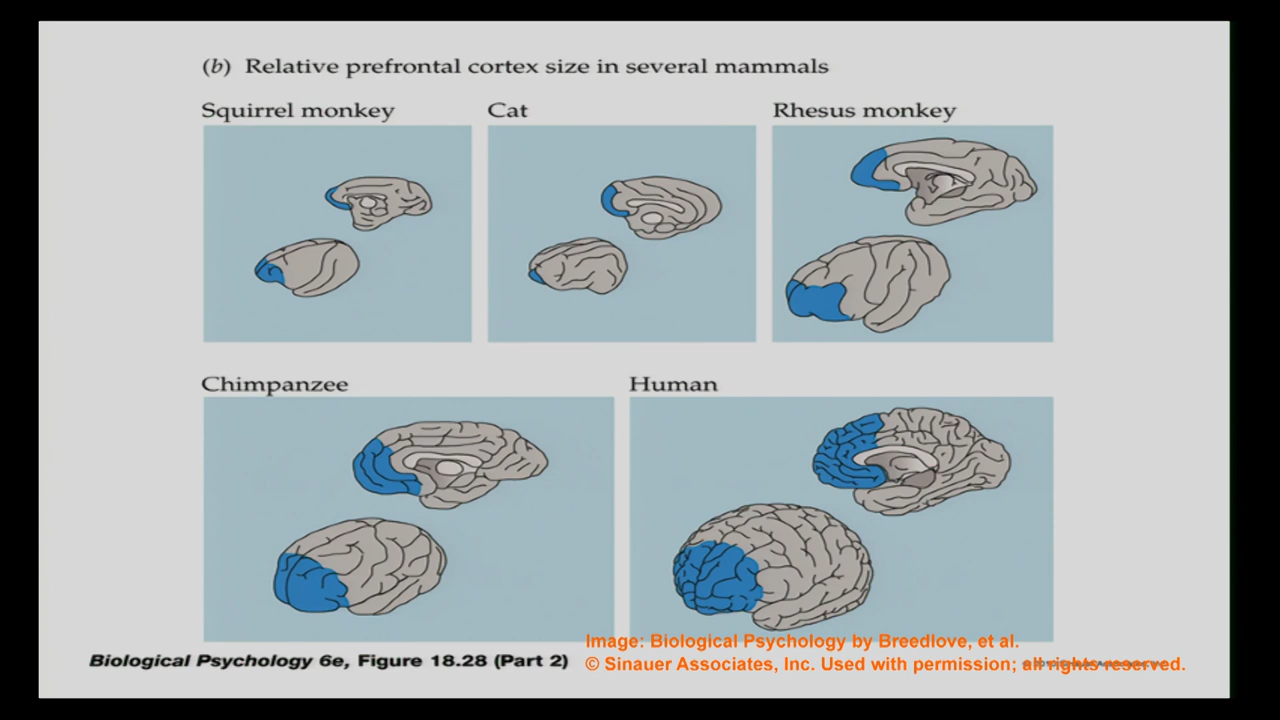 (b) Relative prefrontal cortex size in several mammals
Squirrel monkey
Cat
Rhesus monkey
Chimpanzee
Human
Image: Biological Psychology by Breedlove, et al.
Biological Psychology 6e, Figure 18.28 (Part 2)
© Sinauer Associates, Inc. Used with permission; all rights reserved.